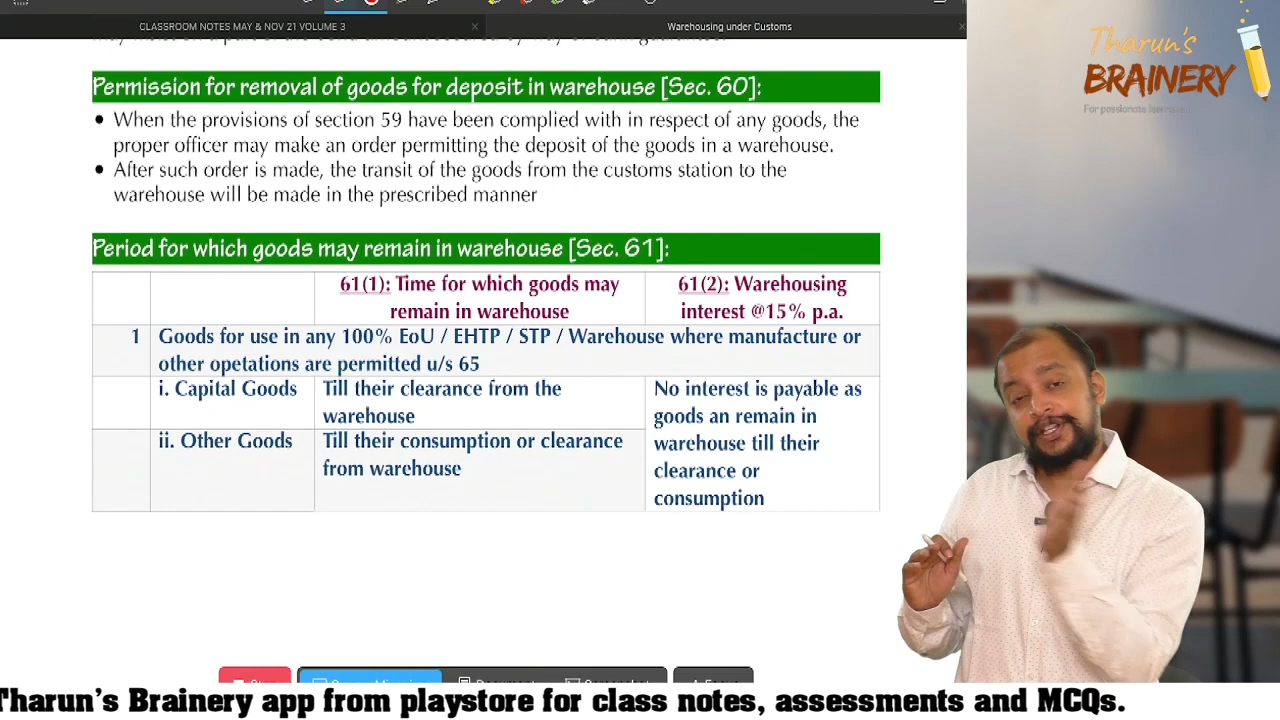 CLASSROOM NOTES MAY & NOV 21 VOLUME 3
Warehousing under Customs
Tharun's
BRAINERY
Permission for removal of goods for deposit in warehouse [Sec. 60]:
• When the provisions of section 59 have been complied with in respect of any goods, the
proper officer may make an order permitting the deposit of the goods in a warehouse.
• After such order is made, the transit of the goods from the customs station to the
warehouse will be made in the prescribed manner
Period for which goods may remain in warehouse [Sec. 61]:
61(1): Time for which goods may
remain in warehouse
61(2): Warehousing
interest @15% p.a.
1 Goods for use in any 100% EoU / EHTP / STP / Warehouse where manufacture or
other opetations are permitted u/s 65
i. Capital Goods
Till their clearance from the
warehouse
No interest is payable as
goods an remain in
warehouse till their
clearance or
consumption
ii. Other Goods
Till their consumption or clearance
from warehouse
Tharun's Brainery app from playstore for class notes, assessments and MCQs.